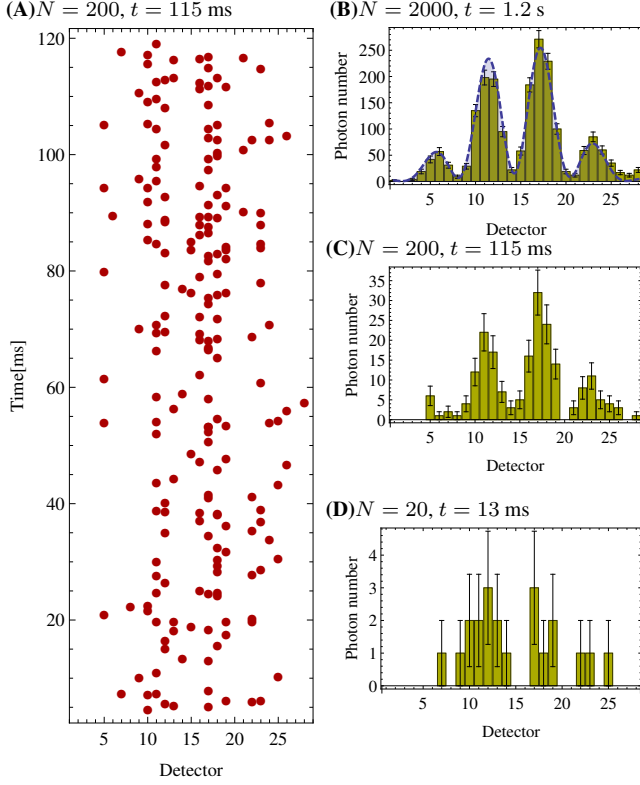 (A) N = 200, t = 115 ms
120
100
80
60
40
20
Time[ms]
5 10 15 20 25
Detector
(B) N = 2000, t = 1.2 s
250
200
150
100
50
0
Photon number
5 10 15 20 25
Detector
(C) N = 200, t = 115 ms
35
30
25
20
15
10
5
0
Photon number
5 10 15 20 25
Detector
(D) N = 20, t = 13 ms
4
3
2
1
0
Photon number
5 10 15 20 25
Detector